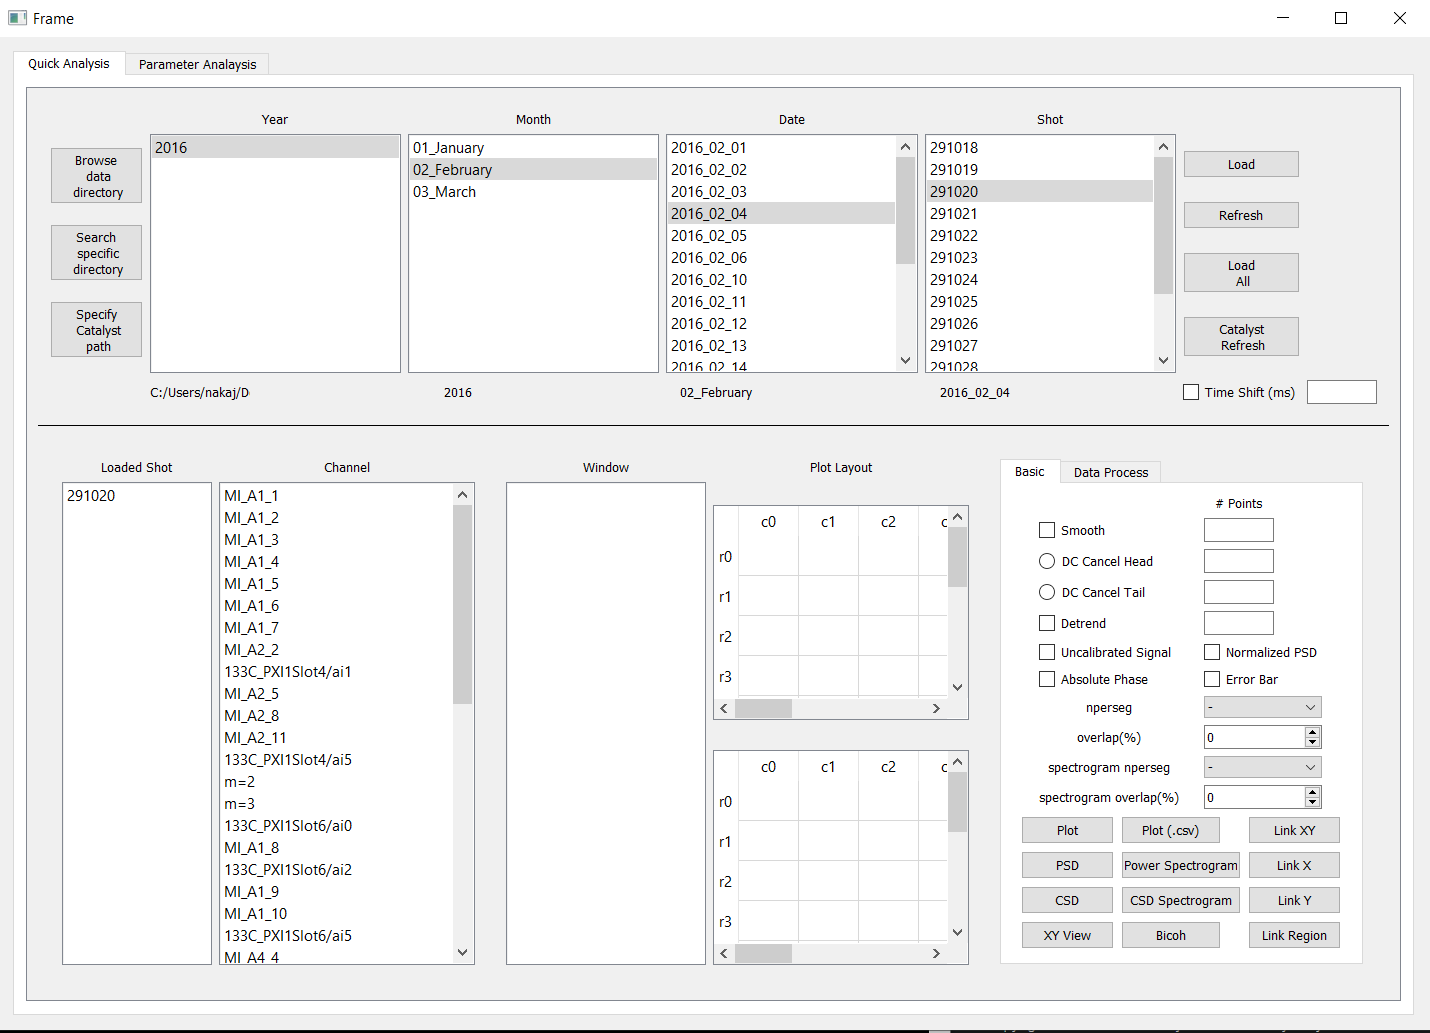 Frame
Quick Analysis
Parameter Analaysis
Year
Month
Date
Shot
Browse
data
directory
Search
specific
directory
Specify
Catalyst
path
2016
01_January
02_February
03_March
2016_02_01
2016_02_02
2016_02_03
2016_02_04
2016_02_05
2016_02_06
2016_02_10
2016_02_11
2016_02_12
2016_02_13
2016_02_14
291018
291019
291020
291021
291022
291023
291024
291025
291026
291027
291028
Load
Refresh
Load
All
Catalyst
Refresh
C:/Users/nakaj/D
2016
02_February
2016_02_04
Time Shift (ms)
Loaded Shot
Channel
Window
Plot Layout
291020
MI_A1_1
MI_A1_2
MI_A1_3
MI_A1_4
MI_A1_5
MI_A1_6
MI_A1_7
MI_A2_2
133C_PXI1Slot4/ai1
MI_A2_5
MI_A2_8
MI_A2_11
133C_PXI1Slot4/ai5
m=2
m=3
133C_PXI1Slot6/ai0
MI_A1_8
133C_PXI1Slot6/ai2
MI_A1_9
MI_A1_10
133C_PXI1Slot6/ai5
MI_A4_4
c0 c1 c2 c
r0
r1
r2
r3
c0 c1 c2 c
r0
r1
r2
r3
Basic
Data Process
# Points
Smooth
DC Cancel Head
DC Cancel Tail
Detrend
Uncalibrated Signal
Normalized PSD
Absolute Phase
Error Bar
nperseg
-
overlap(%)
0
spectrogram nperseg
-
spectrogram overlap(%)
0
Plot
Plot (.csv)
Link XY
PSD
Power Spectrogram
Link X
CSD
CSD Spectrogram
Link Y
XY View
Bicoh
Link Region